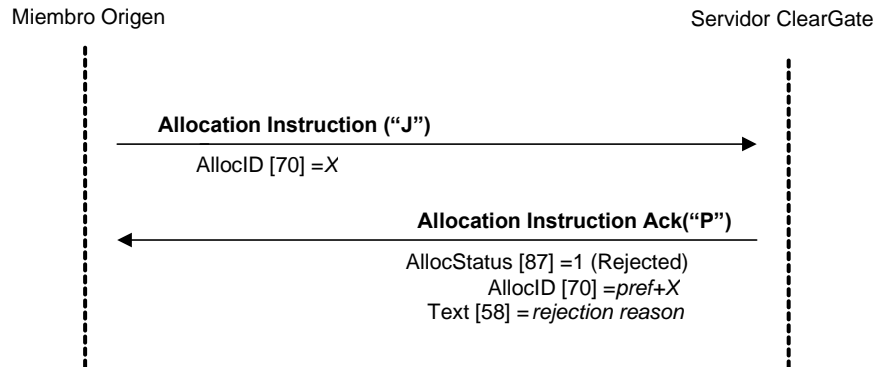 Miembro Origen
Servidor ClearGate
Allocation Instruction (“J”)
AllocID [70] =X
Allocation Instruction Ack(“P”)
AllocStatus [87] =1 (Rejected)
AllocID [70] =pref+X
Text [58] = rejection reason